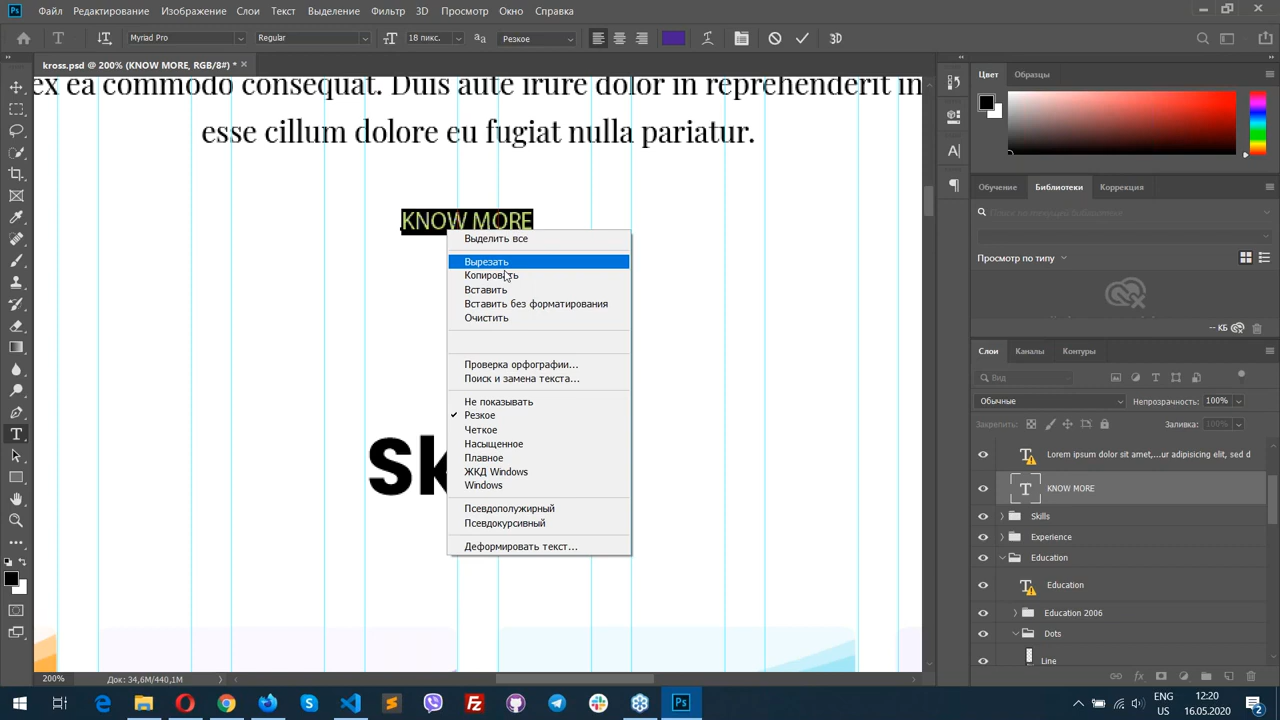 Файл Редактирование Изображение Слои Текст Выделение Фильтр 3D Просмотр Окно Справка
Myriad Pro Regular 18 пикс. Резкое 3D
kross.psd @ 200% (KNOW MORE, RGB/8#) *
ex ea commodo consequat. Duis aute irure dolor in reprehenderit in
esse cillum dolore eu fugiat nulla pariatur.
KNOW MORE
Выделить все
Вырезать
Копировать
Вставить
Вставить без форматирования
Очистить
Проверка орфографии...
Поиск и замена текста...
Не показывать
Резкое
Четкое
Насыщенное
Плавное
ЖКД Windows
Windows
Псевдополужирный
Псевдокурсивный
Деформировать текст...
Sk
200% Док: 34,6M/440,1M
Цвет Образцы
Обучение Библиотеки Коррекция
Просмотр по типу
-- КБ
Слои Каналы Контуры
Вид
Обычные Непрозрачность: 100%
Закрепить: Заливка: 100%
Lorem ipsum dolor sit amet,...ur adipisicing elit, sed d
KNOW MORE
Skills
Experience
Education
Education
Education 2006
Dots
Line
ENG 12:20
US 16.05.2020
2